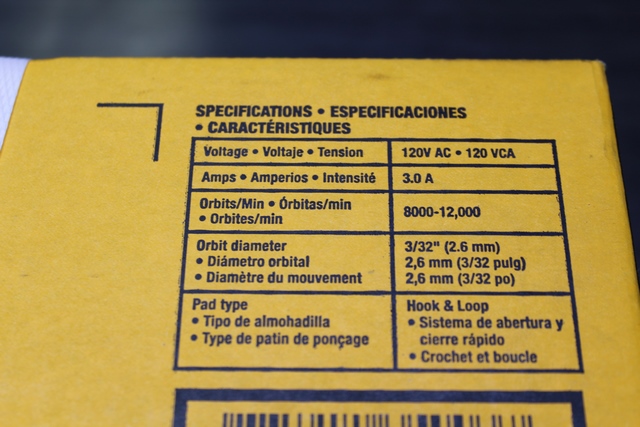 SPECIFICATIONS • ESPECIFICACIONES
• CARACTÉRISTIQUES
Voltage • Voltaje • Tension 120V AC • 120 VCA
Amps • Amperios • Intensité 3.0 A
Orbits/Min • Órbitas/min
• Orbites/min
8000-12,000
Orbit diameter
• Diámetro orbital
• Diamètre du mouvement
3/32" (2.6 mm)
2,6 mm (3/32 pulg)
2,6 mm (3/32 po)
Pad type
• Tipo de almohadilla
• Type de patin de ponçage
Hook & Loop
• Sistema de abertura y
cierre rápido
• Crochet et boucle